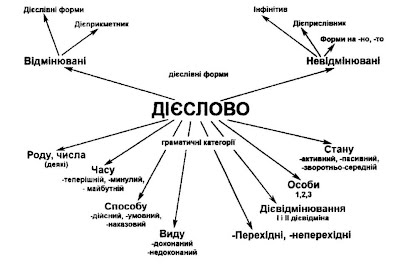 Дієслівні форми
Дієприкметник
Інфінітив
Дієприслівник
Форми на -но, -то
Відмінювані
Невідмінювані
дієслівні форми
ДІЄСЛОВО
граматичні категорії
Роду, числа
(деякі)
Часу
-теперішній, -минулий,
- майбутній
Способу
-дійсний, -умовний,
-наказовий
Виду
-доконаний
-недоконаний
-Перехідні, -неперехідні
Дієвідмінювання
І і ІІ дієвідміна
Особи
1,2,3
Стану
-активний, -пасивний,
-зворотньо-середній